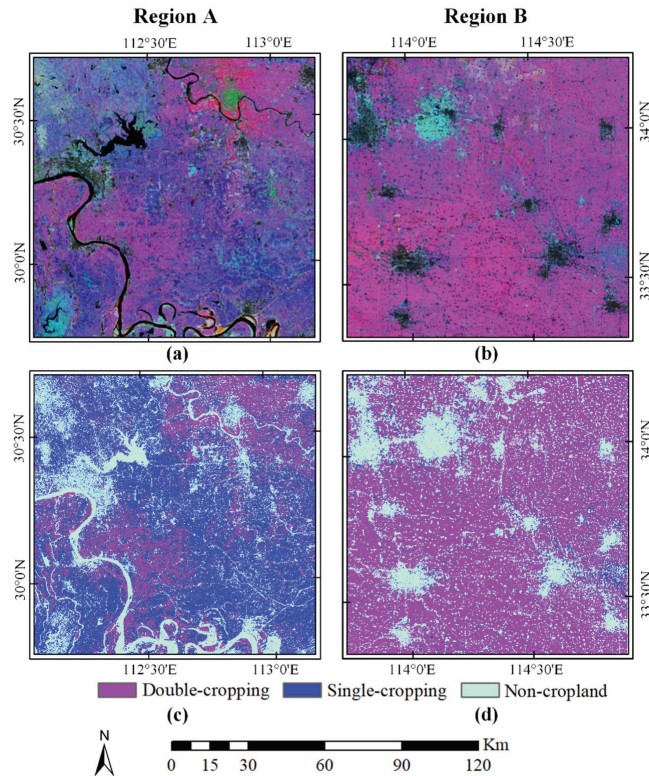 Region A
Region B
112°30'E
113°0'E
114°0'E
114°30'E
30°30'N
30°0'N
34°0'N
33°30'N
(a)
(b)
30°30'N
30°0'N
34°0'N
33°30'N
112°30'E
113°0'E
114°0'E
114°30'E
Double-cropping
Single-cropping
Non-cropland
(c)
(d)
N
Km
0 15 30 60 90 120